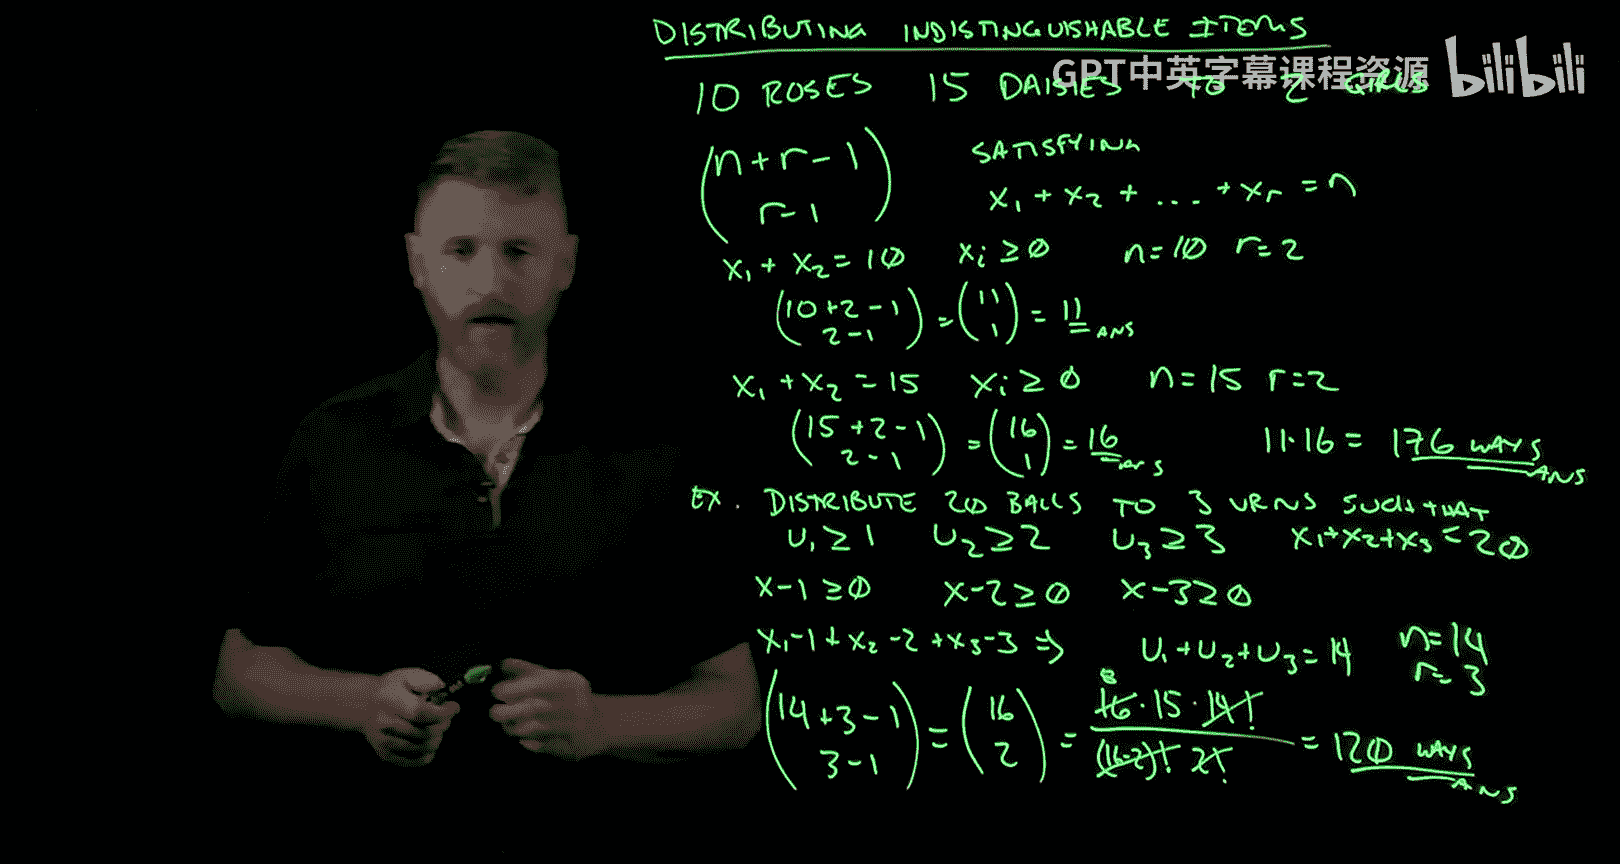 DISTRIBUTING INDISTINGUISHABLE ITEMS
GPT中英字幕课程资源 bilibili
10 ROSES 15 DAISIES TO 2 GIRLS
(n+r-1 / r-1) SATISFYING
x₁ + x₂ + ... + xᵣ = n
x₁ + x₂ = 10 xᵢ ≥ 0 n=10 r=2
(10+2-1 / 2-1) = (11 / 1) = 11 ANS
x₁ + x₂ = 15 xᵢ ≥ 0 n=15 r=2
(15+2-1 / 2-1) = (16 / 1) = 16 ANS 11·16 = 176 WAYS ANS
EX. DISTRIBUTE 20 BALLS TO 3 URNS SUCH THAT
U₁≥1 U₂≥2 U₃≥3 x₁+x₂+x₃=20
x-1≥0 x-2≥0 x-3≥0
x₁-1+x₂-2+x₃-3 ⇒ U₁+U₂+U₃=14 n=14
r=3
(14+3-1 / 3-1) = (16 / 2) = 8 16·15·14! / (16-2)! 2! = 120 WAYS ANS